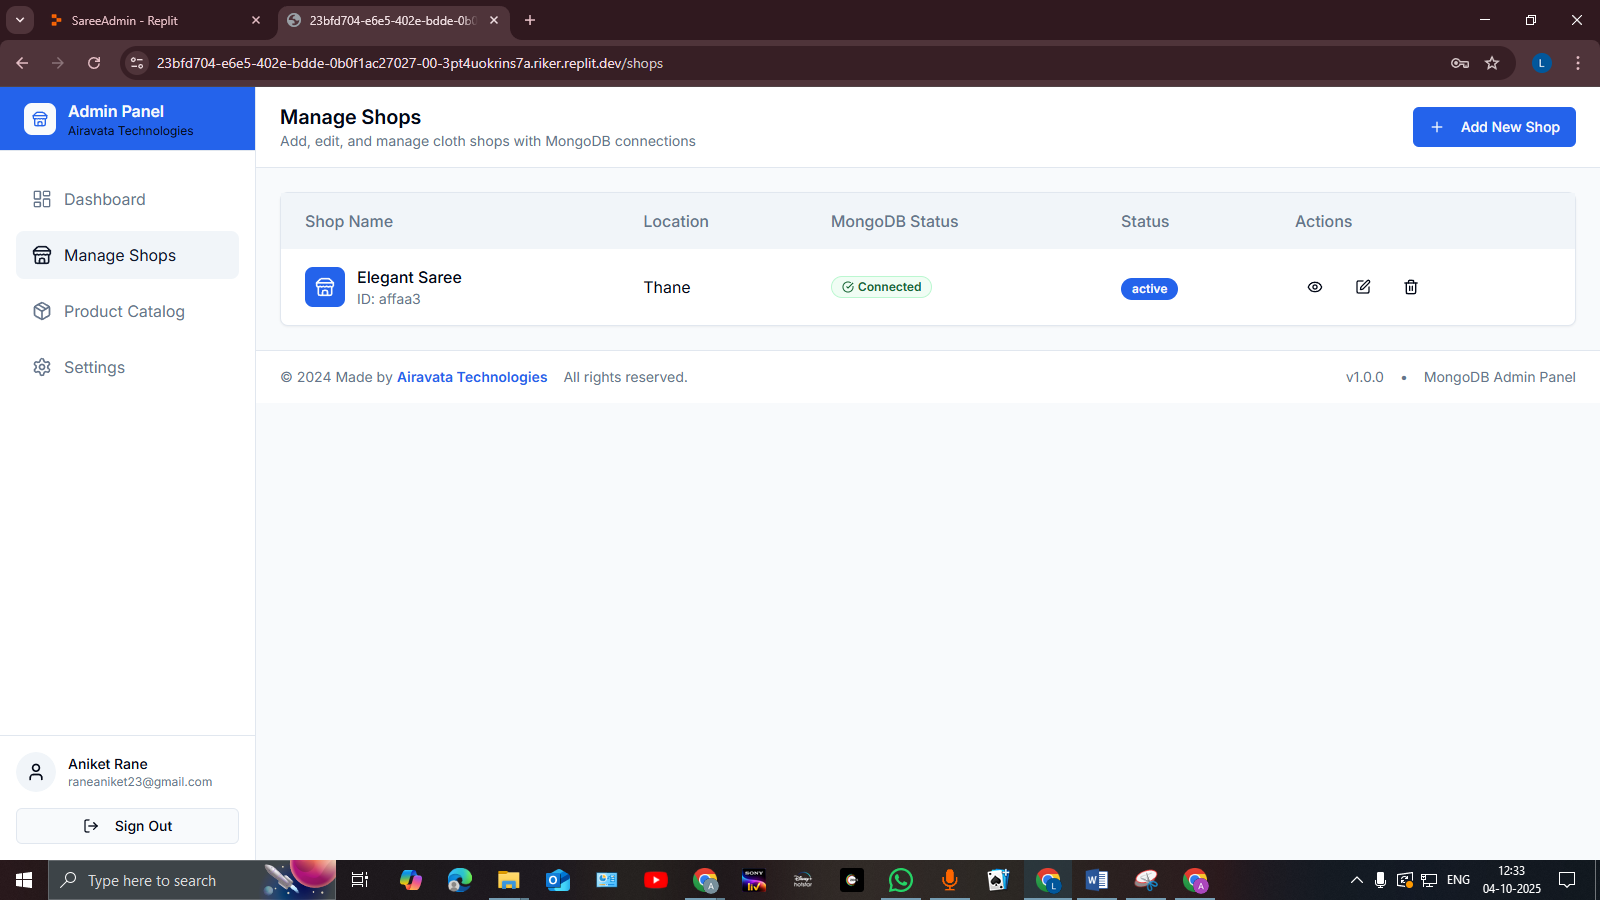 SareeAdmin - Replit
23bfd704-e6e5-402e-bdde-0b0
23bfd704-e6e5-402e-bdde-0b0f1ac27027-00-3pt4uokrins7a.riker.replit.dev/shops
L
Admin Panel
Airavata Technologies
Dashboard
Manage Shops
Product Catalog
Settings
Aniket Rane
raneaniket23@gmail.com
Sign Out
Manage Shops
Add, edit, and manage cloth shops with MongoDB connections
Add New Shop
Shop Name Location MongoDB Status Status Actions
Elegant Saree
ID: affaa3
Thane
Connected
active
© 2024 Made by Airavata Technologies All rights reserved.
v1.0.0 • MongoDB Admin Panel
Type here to search
SONY
liv
ENG
12:33
04-10-2025